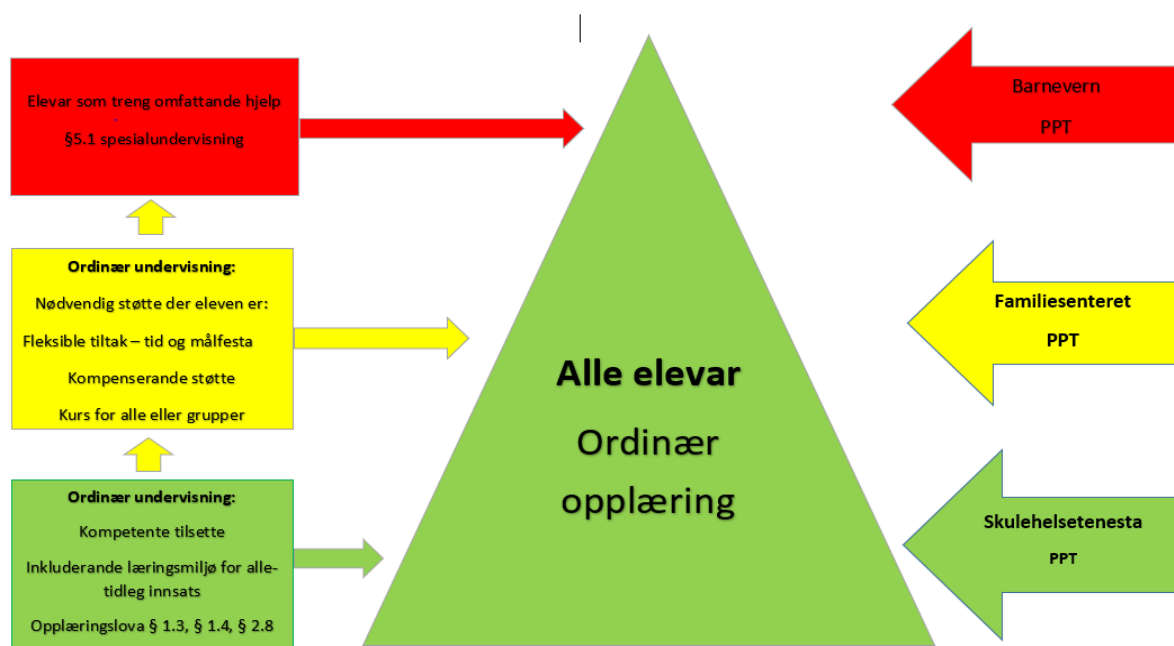 Elevar som treng omfattande hjelp
§5.1 spesialundervisning
Ordinær undervisning:
Nødvendig støtte der eleven er:
Fleksible tiltak – tid og målfesta
Kompenserande støtte
Kurs for alle eller grupper
Ordinær undervisning:
Kompetente tilsette
Inkluderande læringsmiljø for alle-
tidleg innsats
Opplæringslova § 1.3, § 1.4, § 2.8
Alle elevar
Ordinær
opplæring
Barnevern
PPT
Familiesenteret
PPT
Skulehelsetenesta
PPT